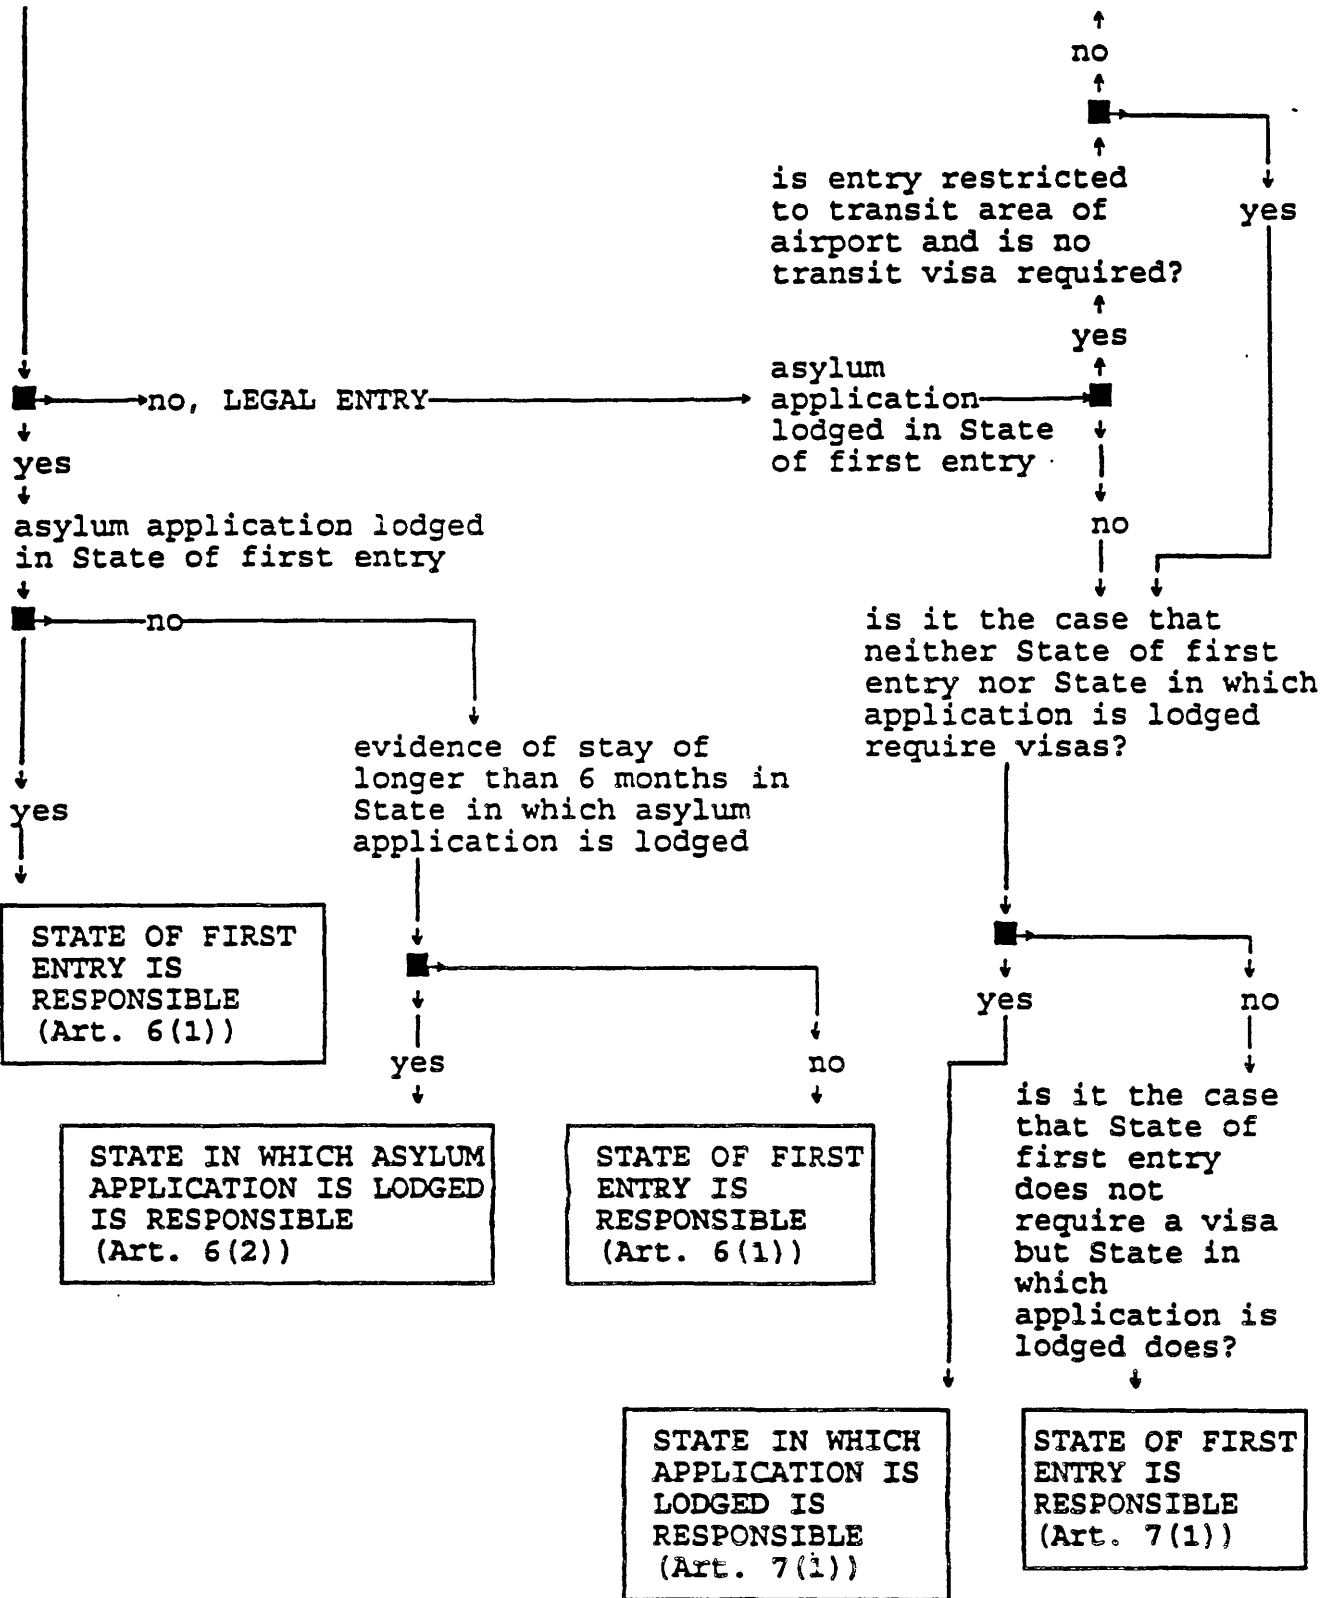 no
is entry restricted
to transit area of
airport and is no
transit visa required?
yes
yes
no, LEGAL ENTRY
asylum
application
lodged in State
of first entry
yes
no
asylum application lodged
in State of first entry
no
yes
is it the case that
neither State of first
entry nor State in which
application is lodged
require visas?
evidence of stay of
longer than 6 months in
State in which asylum
application is lodged
STATE OF FIRST
ENTRY IS
RESPONSIBLE
(Art. 6(1))
yes
no
yes
no
STATE IN WHICH ASYLUM
APPLICATION IS LODGED
IS RESPONSIBLE
(Art. 6(2))
STATE OF FIRST
ENTRY IS
RESPONSIBLE
(Art. 6(1))
is it the case
that State of
first entry
does not
require a visa
but State in
which
application is
lodged does?
STATE IN WHICH
APPLICATION IS
LODGED IS
RESPONSIBLE
(Art. 7(1))
STATE OF FIRST
ENTRY IS
RESPONSIBLE
(Art. 7(1))